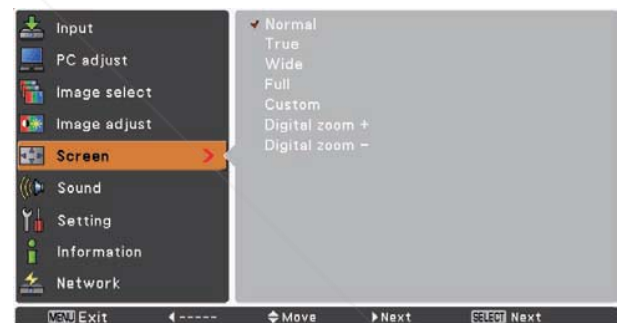 Input
PC adjust
Image select
Image adjust
Screen
Sound
Setting
Information
Network
Normal
True
Wide
Full
Custom
Digital zoom +
Digital zoom –
MENU Exit ----- Move Next SELECT Next